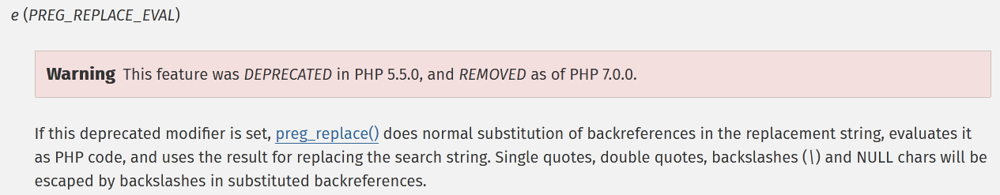 e (PREG_REPLACE_EVAL)
Warning This feature was DEPRECATED in PHP 5.5.0, and REMOVED as of PHP 7.0.0.
If this deprecated modifier is set, preg_replace() does normal substitution of backreferences in the replacement string, evaluates it
as PHP code, and uses the result for replacing the search string. Single quotes, double quotes, backslashes (\) and NULL chars will be
escaped by backslashes in substituted backreferences.